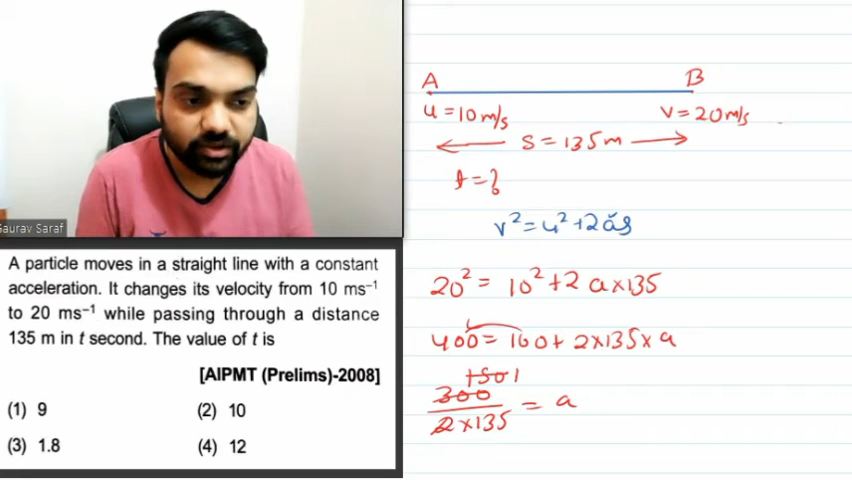 Saurav Saraf
A particle moves in a straight line with a constant
acceleration. It changes its velocity from 10 ms⁻¹
to 20 ms⁻¹ while passing through a distance
135 m in t second. The value of t is
[AIPMT (Prelims)-2008]
(1) 9
(2) 10
(3) 1.8
(4) 12
A
B
u = 10 m/s
v = 20 m/s
s = 135 m
t = ?
v² = u² + 2as
20² = 10² + 2 a × 135
400 = 100 + 2 × 135 × a
150
300
2 × 135
= a